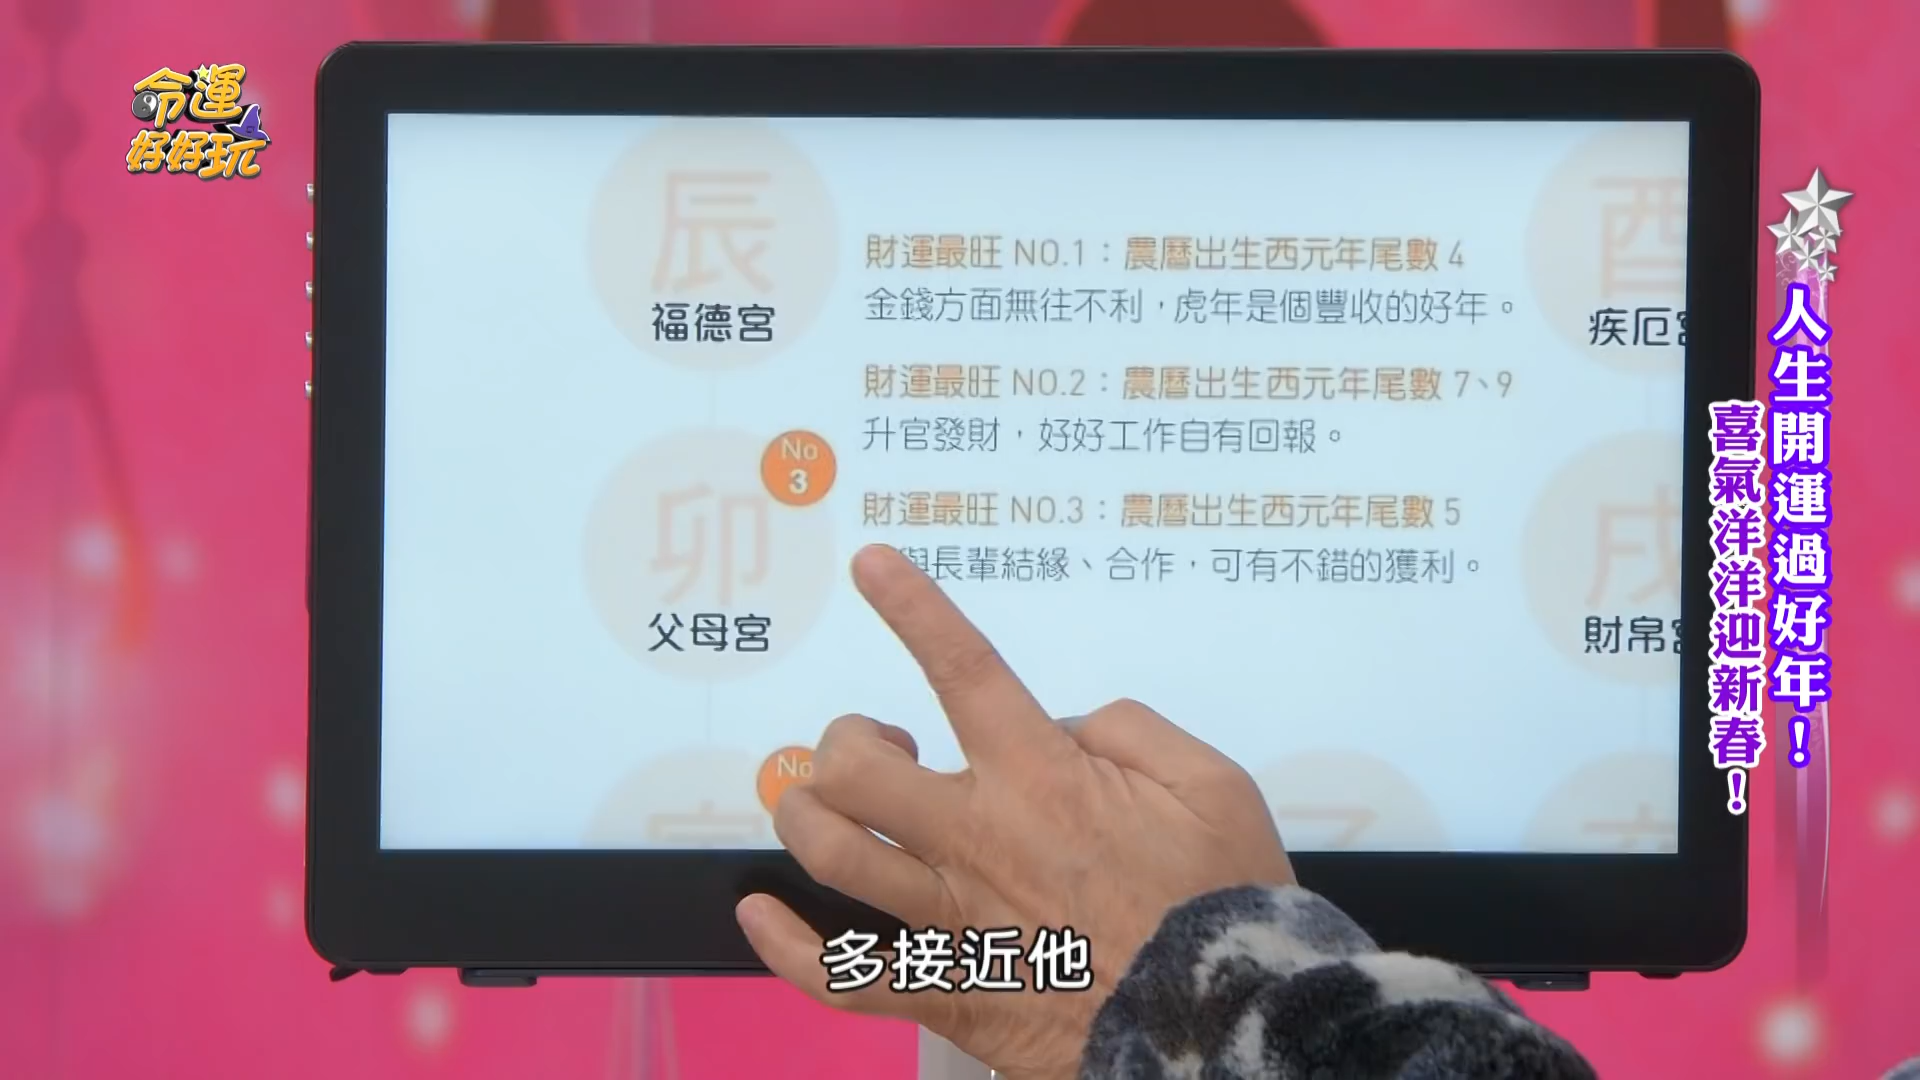 命運
好好玩
辰
福德宮
財運最旺 NO.1：農曆出生西元年尾數 4
金錢方面無往不利，虎年是個豐收的好年。
財運最旺 NO.2：農曆出生西元年尾數 7、9
升官發財，好好工作自有回報。
No
3
卯
父母宮
財運最旺 NO.3：農曆出生西元年尾數 5
與長輩結緣、合作，可有不錯的獲利。
酉
疾厄
戌
財帛
No
人生開運過好年！
喜氣洋洋迎新春！
多接近他